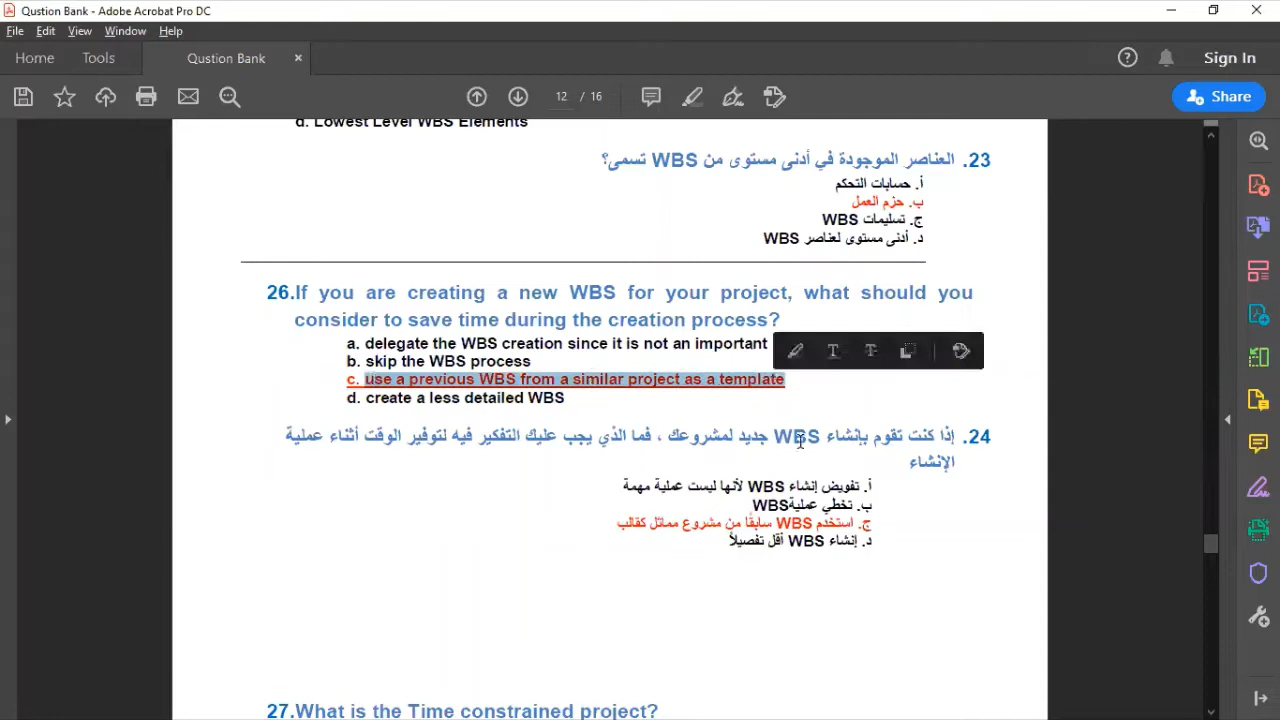 Qustion Bank - Adobe Acrobat Pro DC
File Edit View Window Help
Home Tools Qustion Bank ×
Sign In
12 / 16
Share
d. Lowest Level WBS Elements
23. العناصر الموجودة في أدنى مستوى من WBS تسمى؟
أ. حسابات التحكم
ب. حزم العمل
ج. تسليمات WBS
د. أدنى مستوى لعناصر WBS
26.If you are creating a new WBS for your project, what should you
consider to save time during the creation process?
a. delegate the WBS creation since it is not an important
b. skip the WBS process
c. use a previous WBS from a similar project as a template
d. create a less detailed WBS
24. إذا كنت تقوم بإنشاء WBS جديد لمشروعك ، فما الذي يجب عليك التفكير فيه لتوفير الوقت أثناء عملية
الإنشاء
أ. تفويض إنشاء WBS لأنها ليست عملية مهمة
ب. تخطي عمليةWBS
ج. استخدم WBS سابقًا من مشروع مماثل كقالب
د. إنشاء WBS أقل تفصيلاً
27.What is the Time constrained project?